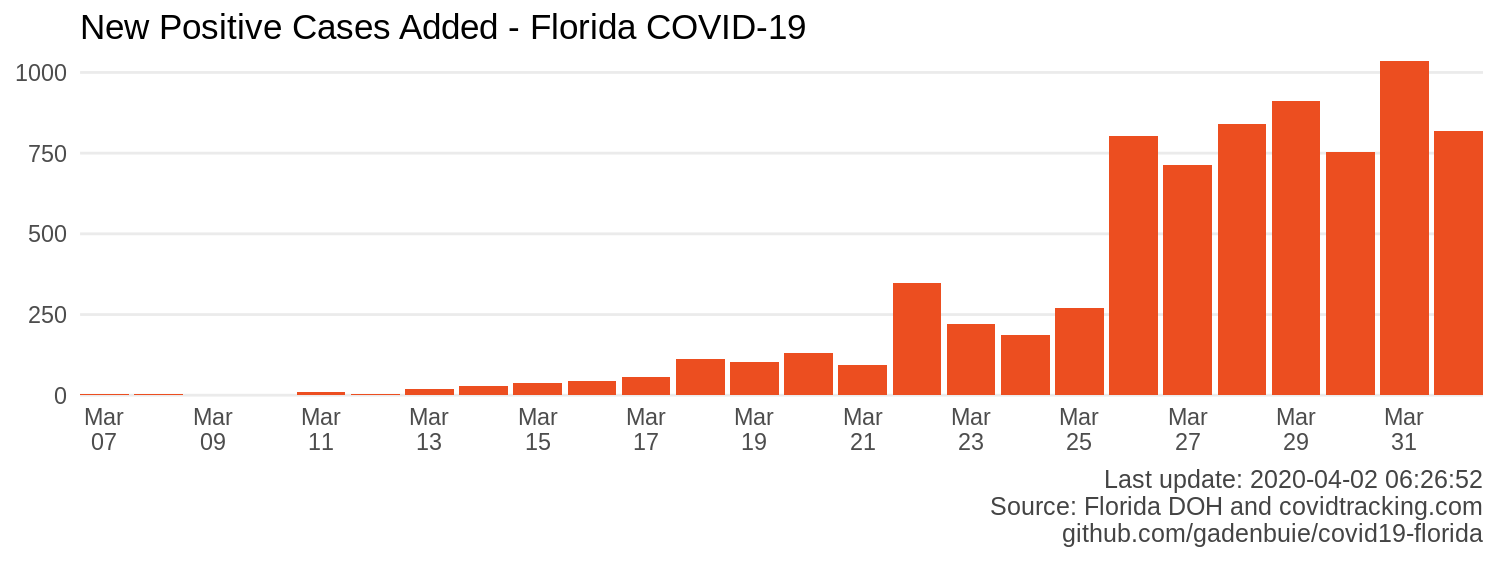 New Positive Cases Added - Florida COVID-19
1000
750
500
250
0
Mar Mar Mar Mar Mar Mar Mar Mar Mar Mar Mar Mar Mar
07 09 11 13 15 17 19 21 23 25 27 29 31
Last update: 2020-04-02 06:26:52
Source: Florida DOH and covidtracking.com
github.com/gadenbuie/covid19-florida